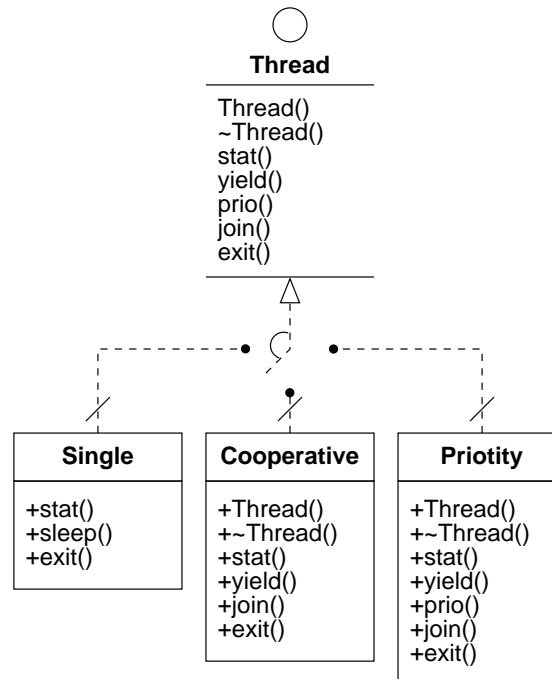 Thread
Thread()
~Thread()
stat()
yield()
prio()
join()
exit()
Single
+stat()
+sleep()
+exit()
Cooperative
+Thread()
+~Thread()
+stat()
+yield()
+join()
+exit()
Priotity
+Thread()
+~Thread()
+stat()
+yield()
+prio()
+join()
+exit()